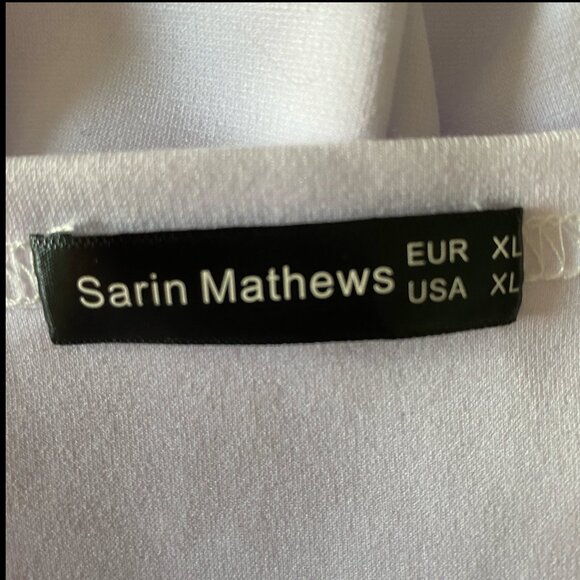 Sarin Mathews
EUR XL
USA XL